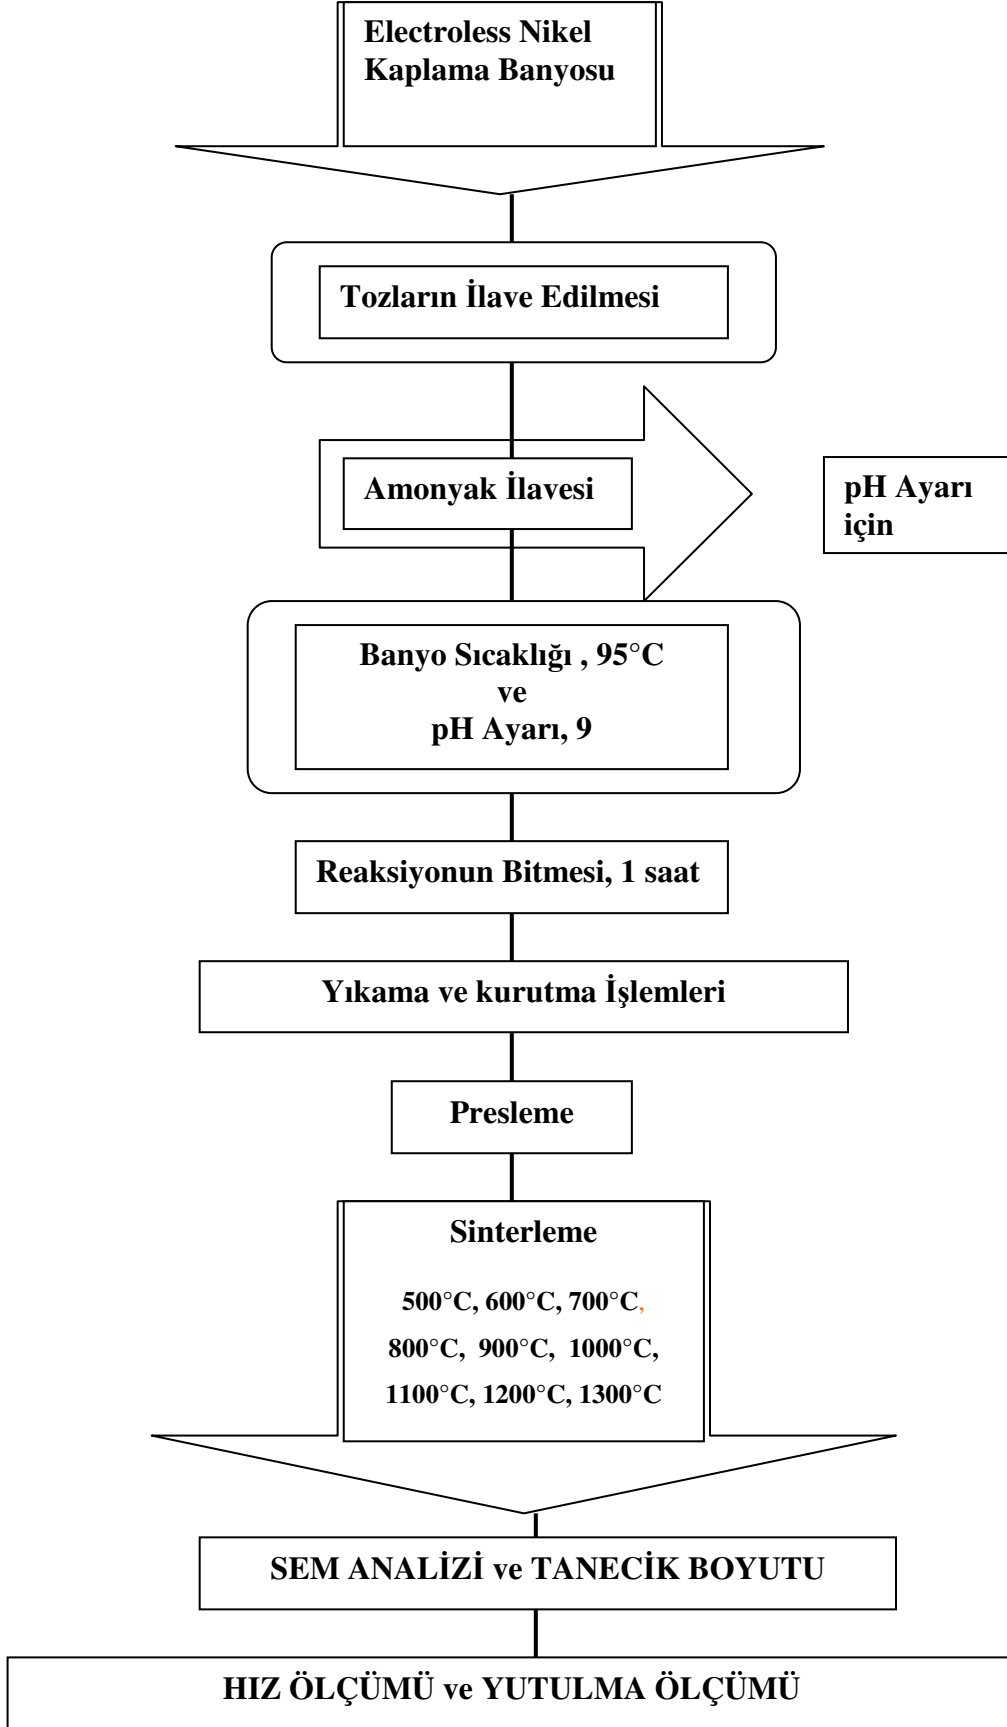 Electroless Nikel
Kaplama Banyosu
Tozların İlave Edilmesi
Amonyak İlavesi
pH Ayarı
için
Banyo Sıcaklığı , 95°C
ve
pH Ayarı, 9
Reaksiyonun Bitmesi, 1 saat
Yıkama ve kurutma İşlemleri
Presleme
Sinterleme
500°C, 600°C, 700°C,
800°C, 900°C, 1000°C,
1100°C, 1200°C, 1300°C
SEM ANALİZİ ve TANECİK BOYUTU
HIZ ÖLÇÜMÜ ve YUTULMA ÖLÇÜMÜ